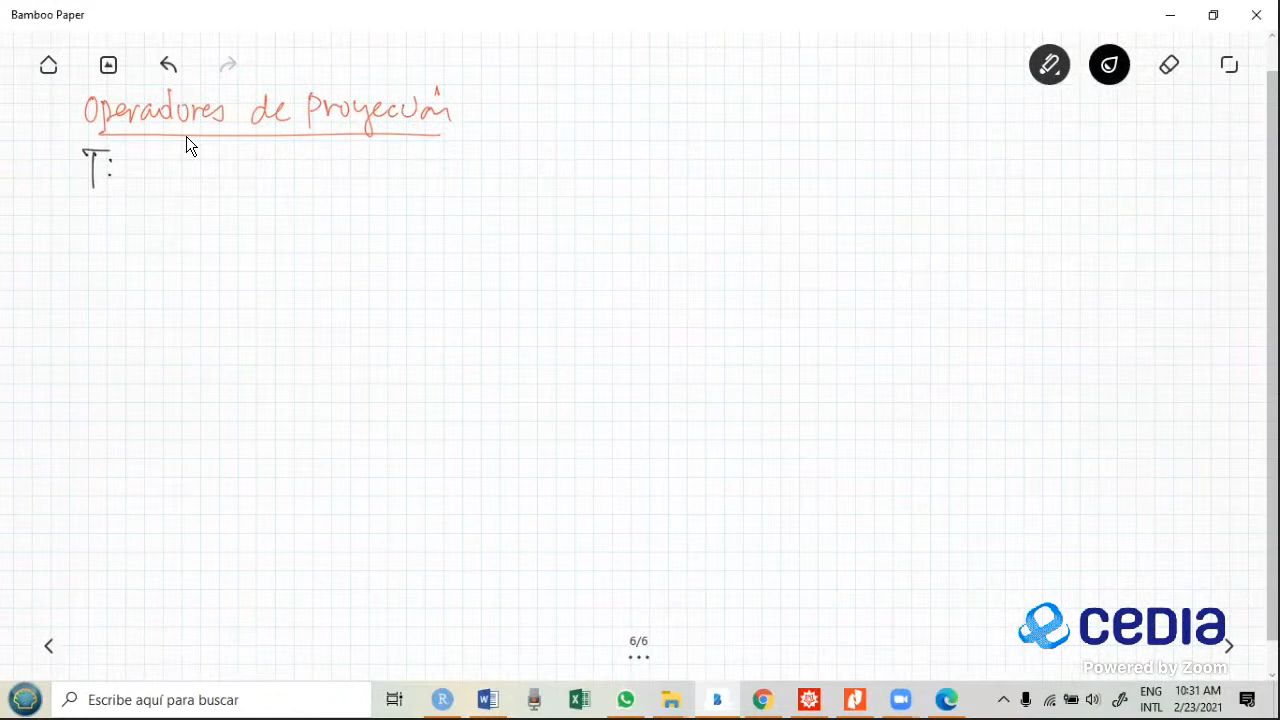 Bamboo Paper
Operadores de Proyección
T:
6/6
CEDIA
Powered by Zoom
Escribe aquí para buscar
ENG
INTL
10:31 AM
2/23/2021